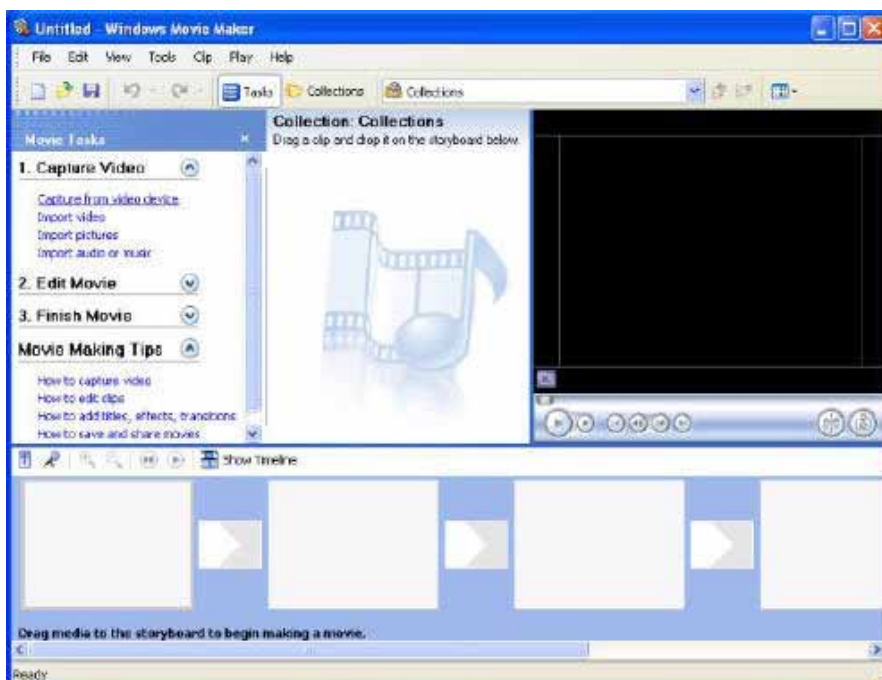 Untitled - Windows Movie Maker
File Edit View Tools Clip Play Help
Tasks Collections Collections
Movie Tasks
Collection: Collections
Drag a clip and drop it on the storyboard below.
1. Capture Video
Capture from video device
Import video
Import pictures
Import audio or music
2. Edit Movie
3. Finish Movie
Movie Making Tips
How to capture video
How to edit clips
How to add titles, effects, transitions
How to save and share movies
Show Timeline
Drag media to the storyboard to begin making a movie.
Ready